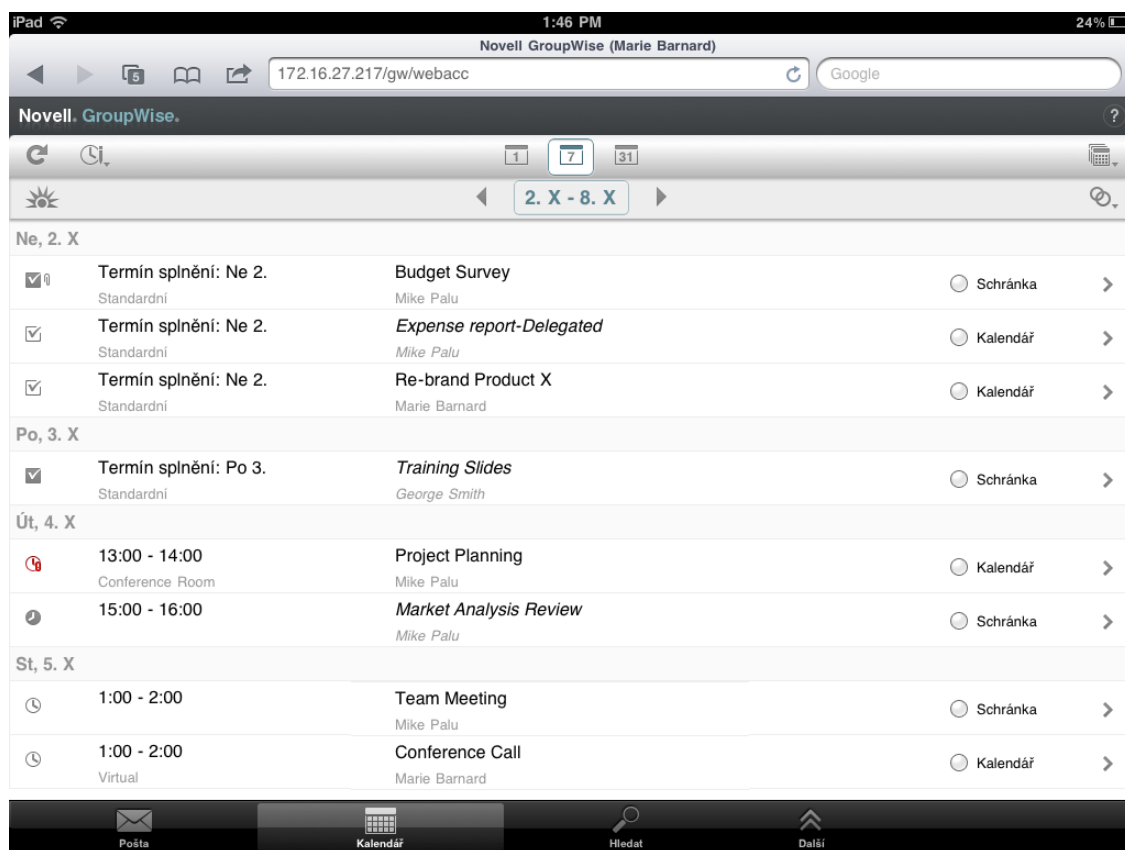 iPad 1:46 PM 24%
Novell GroupWise (Marie Barnard)
5 172.16.27.217/gw/webacc Google
Novell. GroupWise. ?
1 7 31
2. X - 8. X
Ne, 2. X
Termín splnění: Ne 2. Budget Survey
Schránka
Standardní Mike Palu
Termín splnění: Ne 2. Expense report-Delegated
Kalendář
Standardní Mike Palu
Termín splnění: Ne 2. Re-brand Product X
Kalendář
Standardní Marie Barnard
Po, 3. X
Termín splnění: Po 3. Training Slides
Schránka
Standardní George Smith
Út, 4. X
13:00 - 14:00 Project Planning
Kalendář
Conference Room Mike Palu
15:00 - 16:00 Market Analysis Review
Schránka
Mike Palu
St, 5. X
1:00 - 2:00 Team Meeting
Schránka
Mike Palu
1:00 - 2:00 Conference Call
Kalendář
Virtual Marie Barnard
Pošta Kalendář Hledat Další